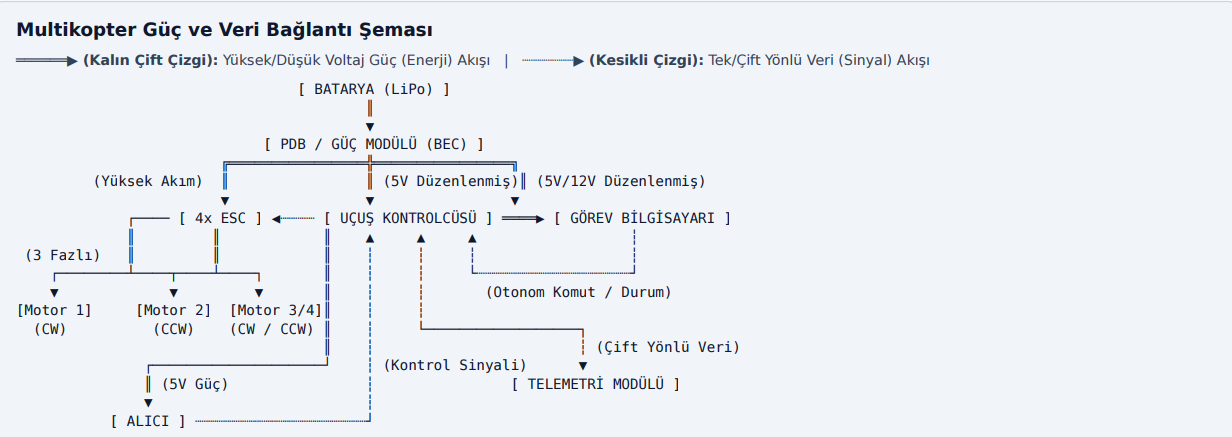 Multikopter Güç ve Veri Bağlantı Şeması
(Kalın Çift Çizgi): Yüksek/Düşük Voltaj Güç (Enerji) Akışı | (Kesikli Çizgi): Tek/Çift Yönlü Veri (Sinyal) Akışı
[ BATARYA (LiPo) ]
[ PDB / GÜÇ MODÜLÜ (BEC) ]
(Yüksek Akım) (5V Düzenlenmiş) (5V/12V Düzenlenmiş)
[ 4x ESC ] [ UÇUŞ KONTROLCÜSÜ ] [ GÖREV BİLGİSAYARI ]
(3 Fazlı)
(Otonom Komut / Durum)
[Motor 1] [Motor 2] [Motor 3/4]
(CW) (CCW) (CW / CCW)
(Çift Yönlü Veri)
(Kontrol Sinyali)
(5V Güç) [ TELEMETRİ MODÜLÜ ]
[ ALICI ]